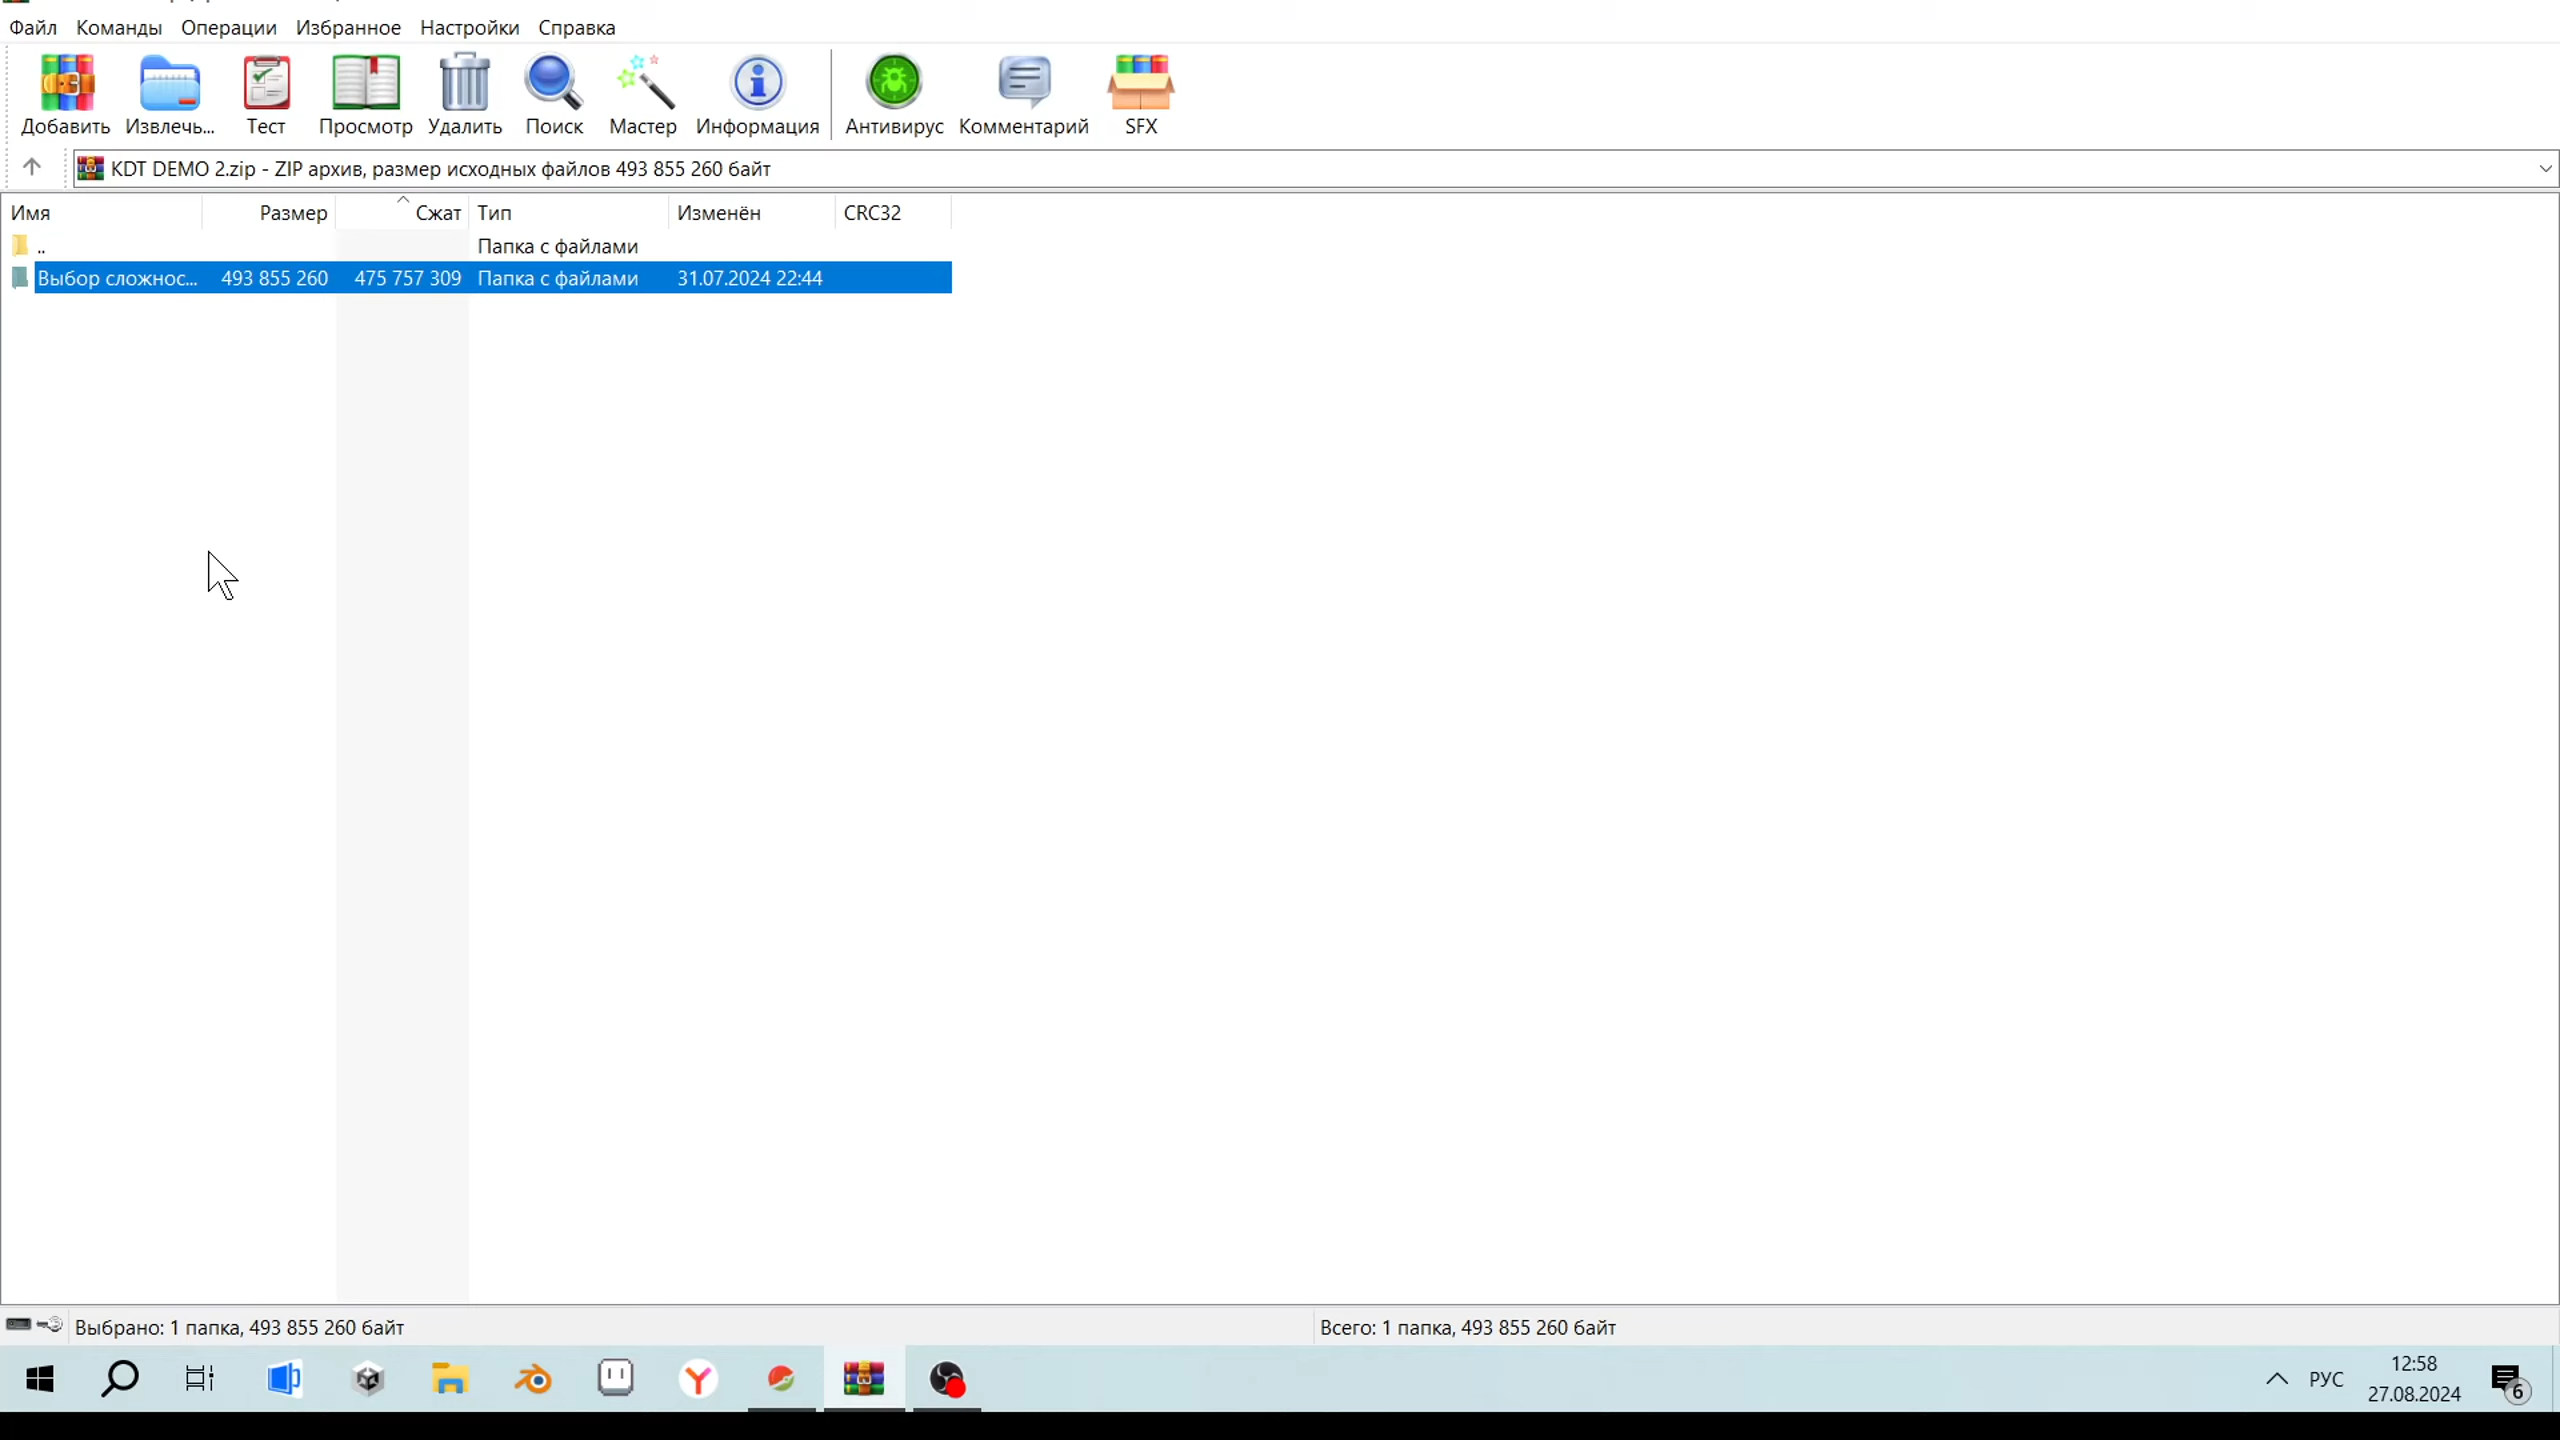 Файл Команды Операции Избранное Настройки Справка
Добавить Извлечь... Тест Просмотр Удалить Поиск Мастер Информация Антивирус Комментарий SFX
KDT DEMO 2.zip - ZIP архив, размер исходных файлов 493 855 260 байт
Имя Размер Сжат Тип Изменён CRC32
.. Папка с файлами
Выбор сложнос... 493 855 260 475 757 309 Папка с файлами 31.07.2024 22:44
Выбрано: 1 папка, 493 855 260 байт Всего: 1 папка, 493 855 260 байт
РУС 12:58
27.08.2024
6